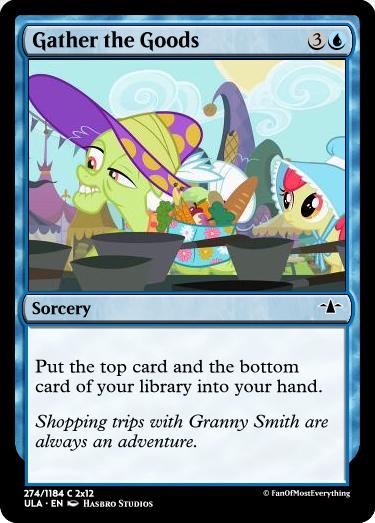 Gather the Goods 3
Sorcery
Put the top card and the bottom
card of your library into your hand.
Shopping trips with Granny Smith are
always an adventure.
274/1184 C 2x12
ULA · EN Hasbro Studios
© FanOfMostEverything